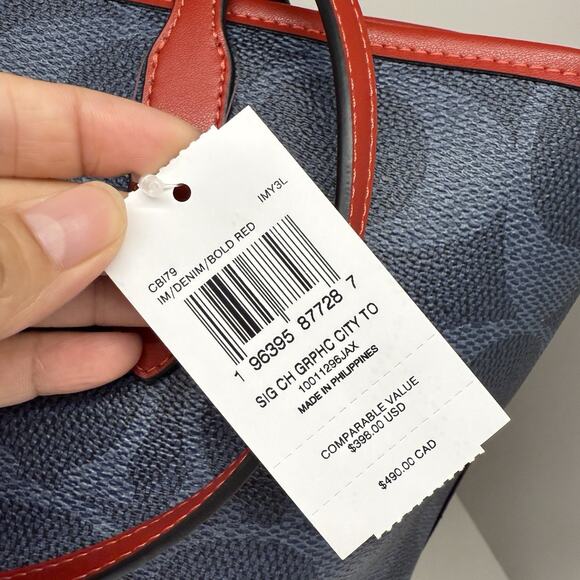 CBI79
IMY3L
IM/DENIM/BOLD RED
1 96395 87728 7
SIG CH GRPHC CITY TO
10011296JAX
MADE IN PHILIPPINES
COMPARABLE VALUE
$398.00 USD
$490.00 CAD